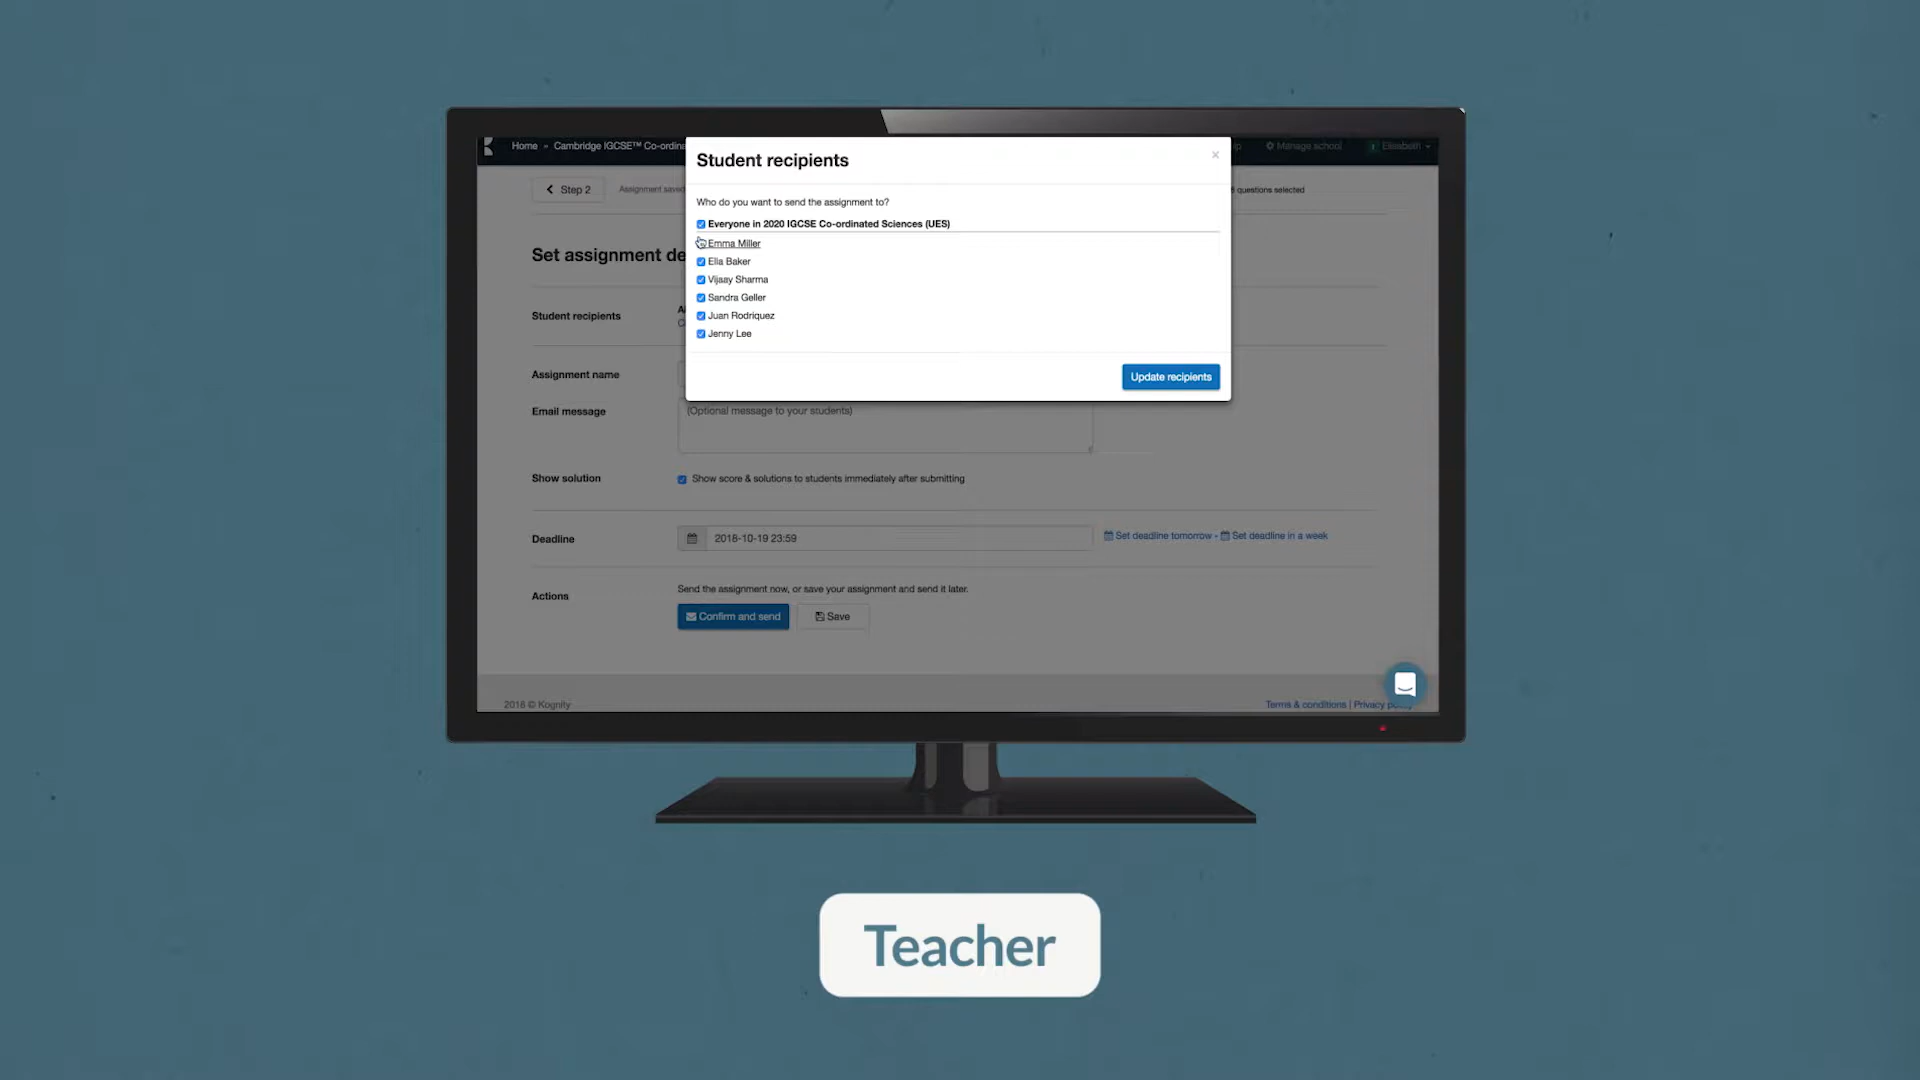 Home » Cambridge IGCSE™ Co-ordina
Manage school
Elisabeth
Student recipients
×
Step 2
Assignment saved
questions selected
Who do you want to send the assignment to?
Everyone in 2020 IGCSE Co-ordinated Sciences (UES)
Emma Miller
Ella Baker
Vijaay Sharma
Sandra Geller
Juan Rodriquez
Jenny Lee
Update recipients
Set assignment de
Student recipients
Assignment name
Email message
(Optional message to your students)
Show solution
Show score & solutions to students immediately after submitting
Deadline
2018-10-19 23:59
Set deadline tomorrow - Set deadline in a week
Actions
Send the assignment now, or save your assignment and send it later.
Confirm and send
Save
2018 © Kognity
Terms & conditions | Privacy policy
Teacher